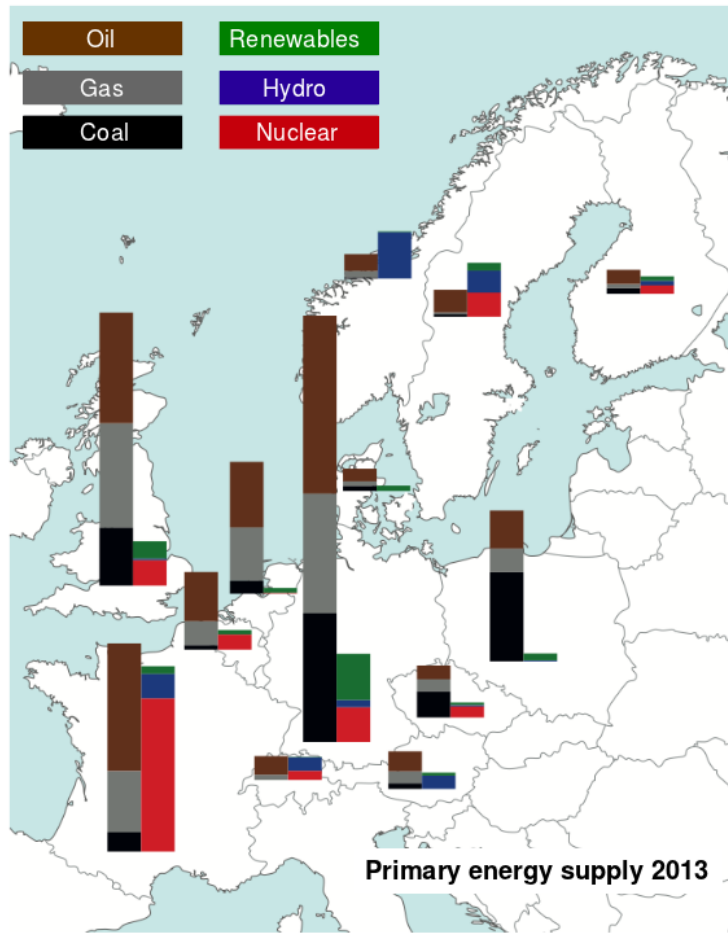 Oil
Renewables
Gas
Hydro
Coal
Nuclear
Primary energy supply 2013